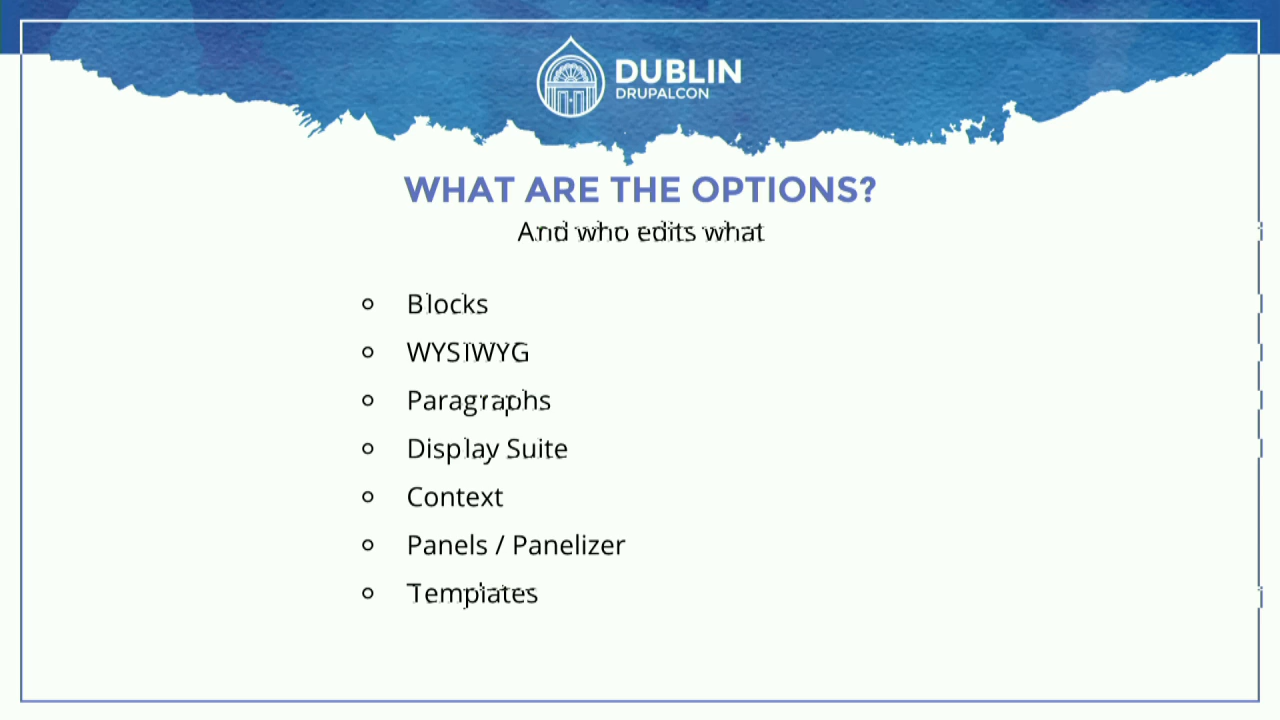 DUBLIN
DRUPALCON
WHAT ARE THE OPTIONS?
And who edits what
Blocks
WYSIWYG
Paragraphs
Display Suite
Context
Panels / Panelizer
Templates